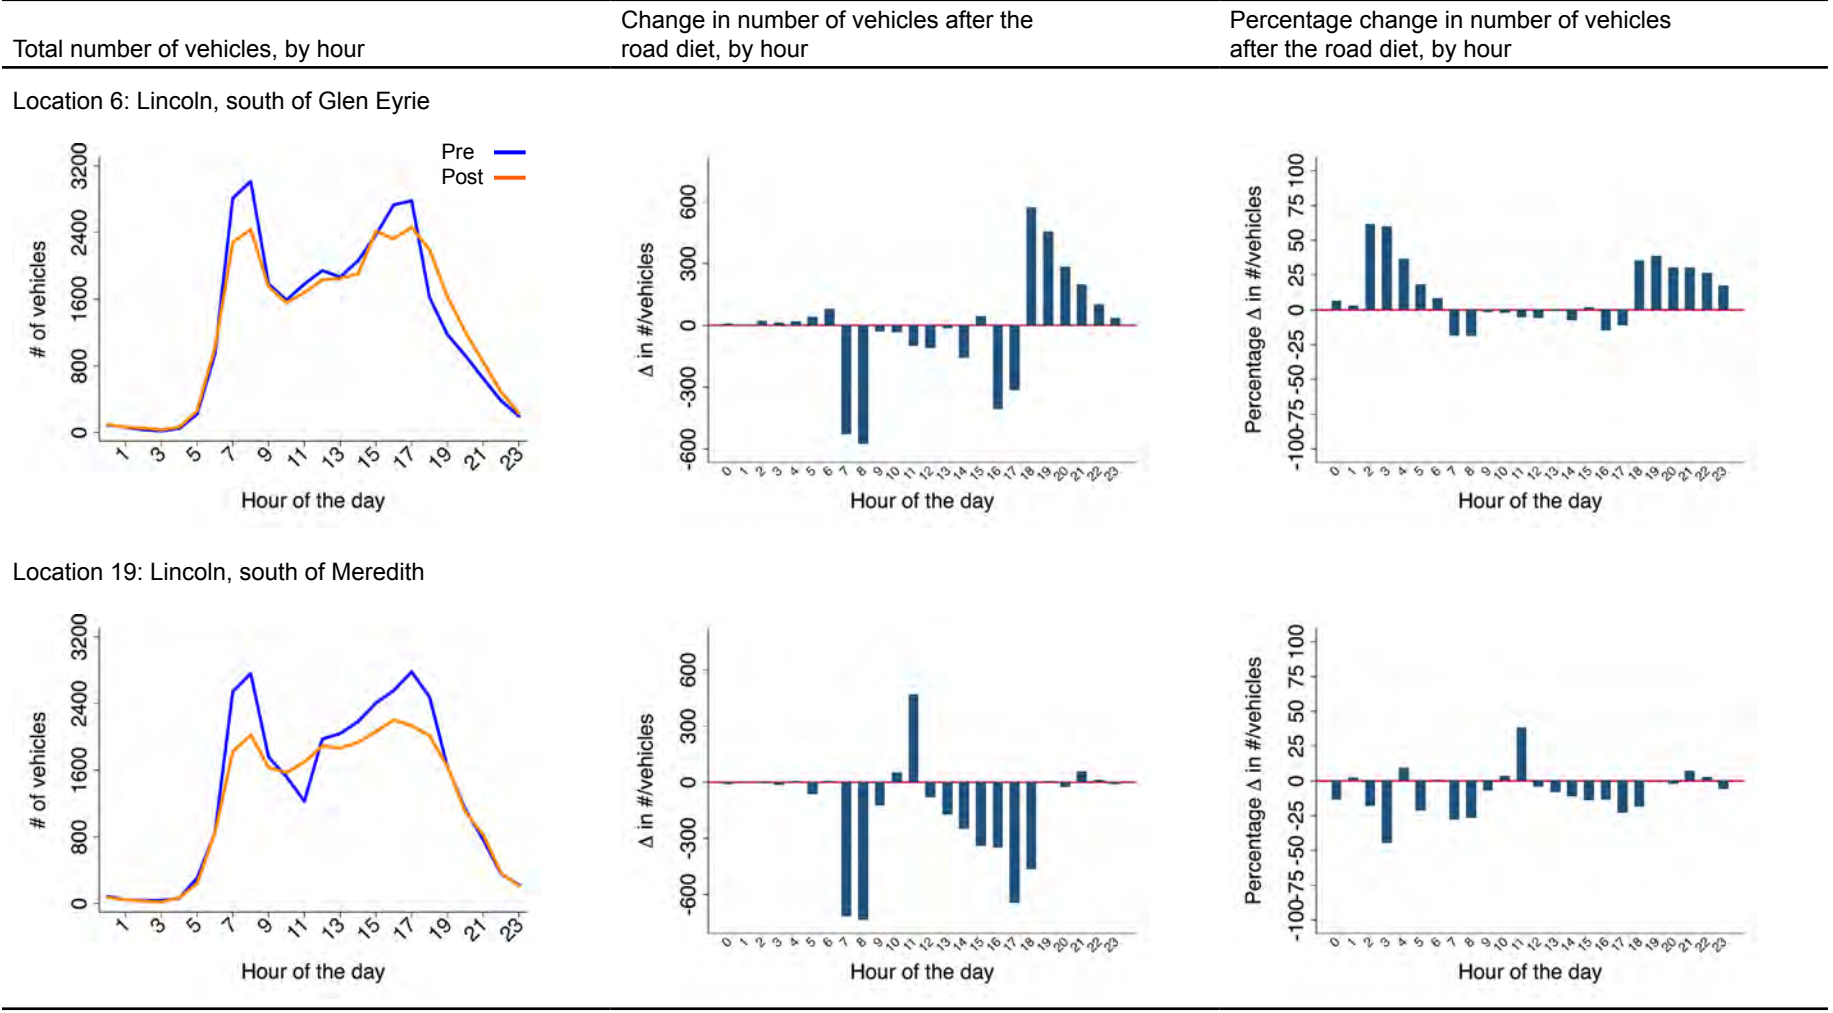 Total number of vehicles, by hour
Change in number of vehicles after the
road diet, by hour
Percentage change in number of vehicles
after the road diet, by hour
Location 6: Lincoln, south of Glen Eyrie
Pre
Post
# of vehicles
0 800 1600 2400 3200
1 3 5 7 9 11 13 15 17 19 21 23
Hour of the day
Δ in #/vehicles
-600 -300 0 300 600
0 1 2 3 4 5 6 7 8 9 10 11 12 13 14 15 16 17 18 19 20 21 22 23
Hour of the day
Percentage Δ in #/vehicles
-100 -75 -50 -25 0 25 50 75 100
0 1 2 3 4 5 6 7 8 9 10 11 12 13 14 15 16 17 18 19 20 21 22 23
Hour of the day
Location 19: Lincoln, south of Meredith
# of vehicles
0 800 1600 2400 3200
1 3 5 7 9 11 13 15 17 19 21 23
Hour of the day
Δ in #/vehicles
-600 -300 0 300 600
0 1 2 3 4 5 6 7 8 9 10 11 12 13 14 15 16 17 18 19 20 21 22 23
Hour of the day
Percentage Δ in #/vehicles
-100 -75 -50 -25 0 25 50 75 100
0 1 2 3 4 5 6 7 8 9 10 11 12 13 14 15 16 17 18 19 20 21 22 23
Hour of the day